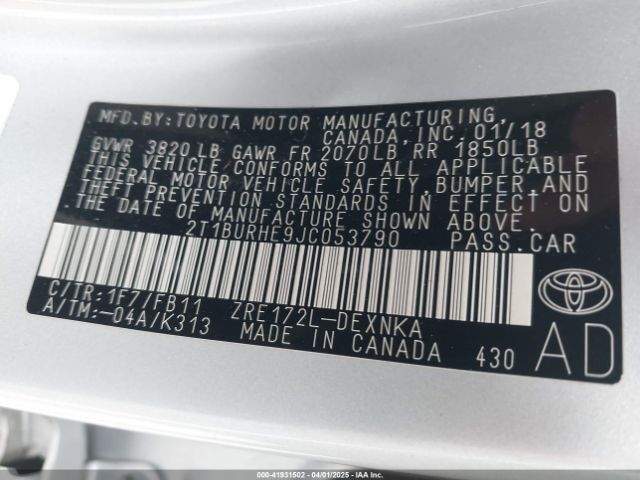 MFD. BY: TOYOTA MOTOR MANUFACTURING,
CANADA, INC. 01/18
GVWR 3820 LB GAWR FR 2070LB RR 1850LB
THIS VEHICLE CONFORMS TO ALL APPLICABLE
FEDERAL MOTOR VEHICLE SAFETY, BUMPER, AND
THEFT PREVENTION STANDARDS IN EFFECT ON
THE DATE OF MANUFACTURE SHOWN ABOVE.
2T1BURHE9JC053790 PASS. CAR
C/TR: 1F7/FB11 ZRE172L-DEXNKA
A/TM: -04A/K313 MADE IN CANADA 430
AD
000-41931502 04/01/2025 IAA Holdings, LLC